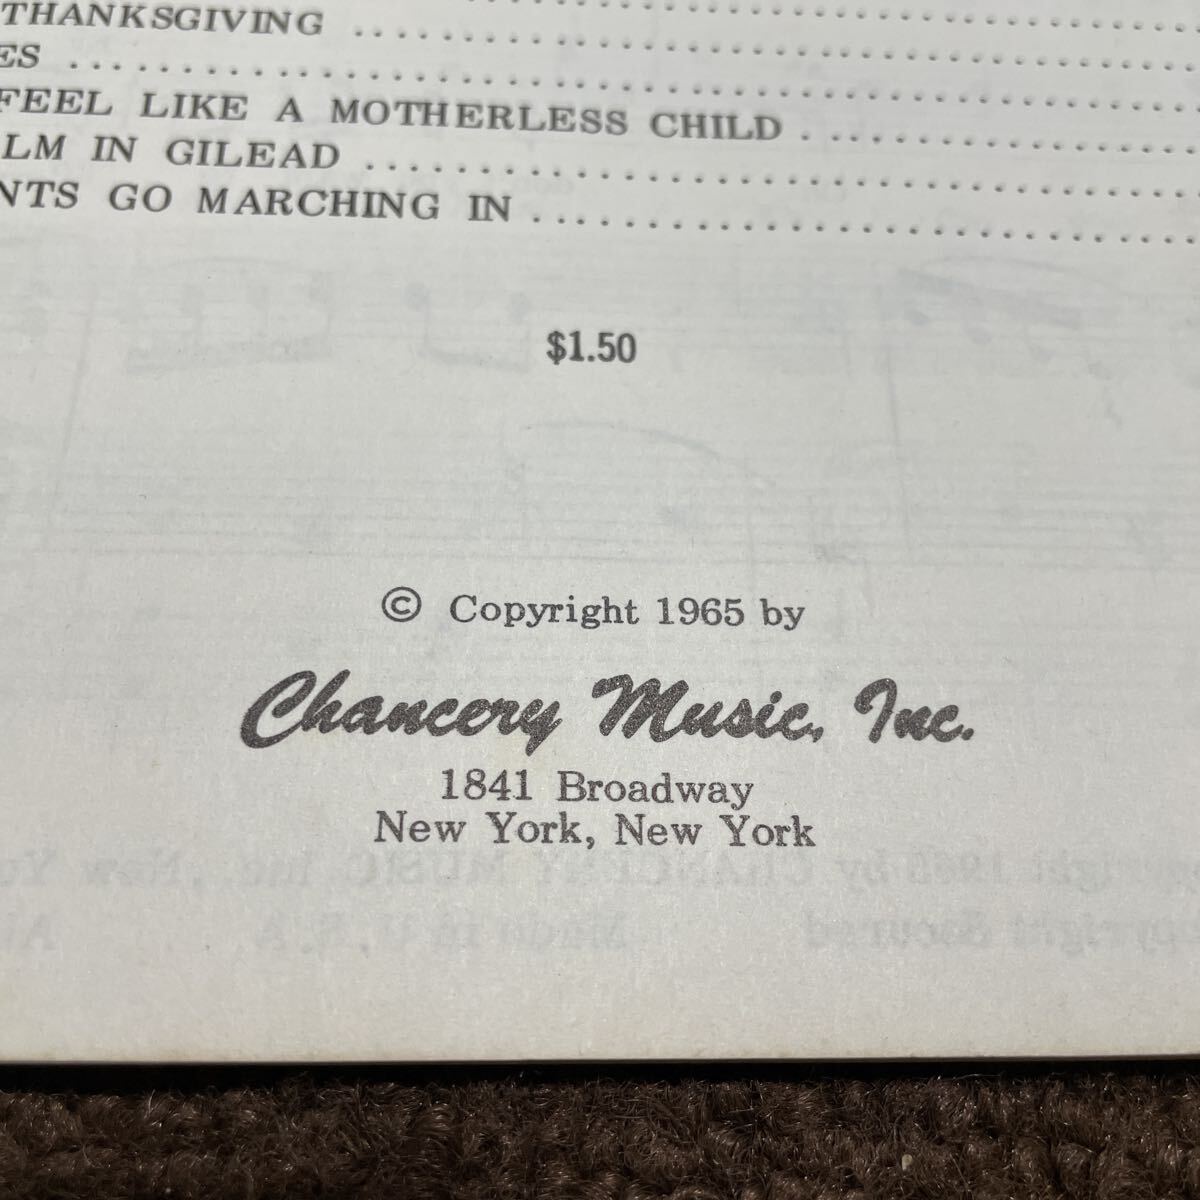 THANKSGIVING ........................
ES ........................
FEEL LIKE A MOTHERLESS CHILD ........................
LM IN GILEAD ........................
NTS GO MARCHING IN ........................
$1.50
© Copyright 1965 by
Chancery Music, Inc.
1841 Broadway
New York, New York